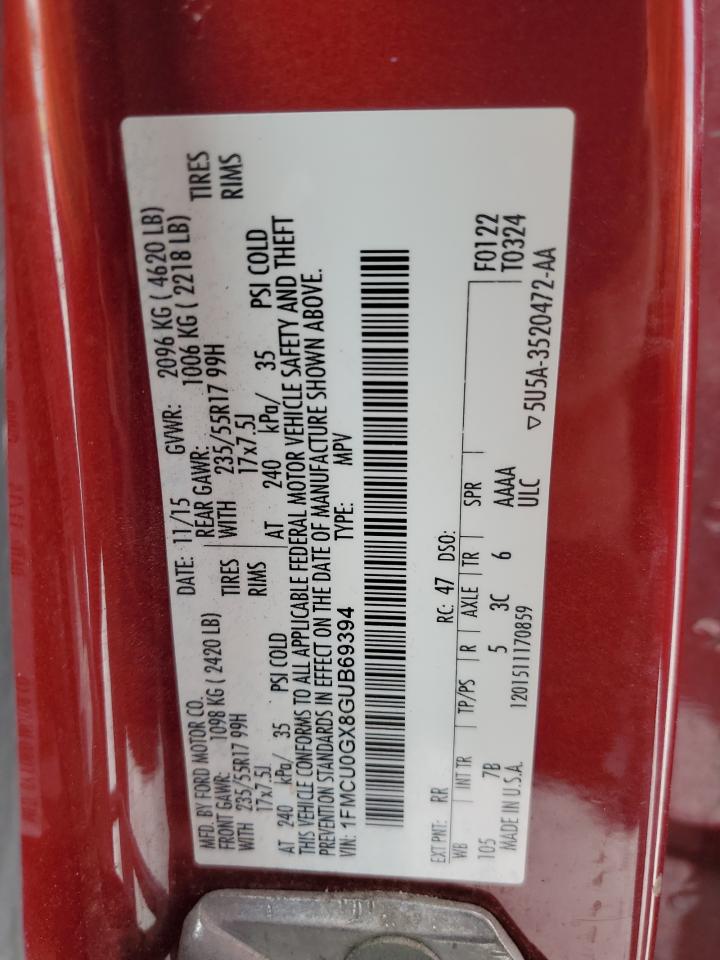 MFD. BY FORD MOTOR CO. DATE: 11/15 GVWR: 2096 KG ( 4620 LB)
FRONT GAWR: 1098 KG ( 2420 LB) REAR GAWR: 1006 KG ( 2218 LB)
WITH 235/55R17 99H TIRES WITH 235/55R17 99H TIRES
17x7.5J RIMS 17x7.5J RIMS
AT 240 kPa/ 35 PSI COLD AT 240 kPa/ 35 PSI COLD
THIS VEHICLE CONFORMS TO ALL APPLICABLE FEDERAL MOTOR VEHICLE SAFETY AND THEFT
PREVENTION STANDARDS IN EFFECT ON THE DATE OF MANUFACTURE SHOWN ABOVE.
VIN: 1FMCU0GX8GUB69394 TYPE: MPV
EXT PNT: RR RC: 47 DSO:
WB INT TR TP/PS R AXLE TR SPR F0122
105 7B 5 3C 6 AAAA T0324
MADE IN U.S.A. 1201511170859 ULC ▽5U5A-3520472-AA